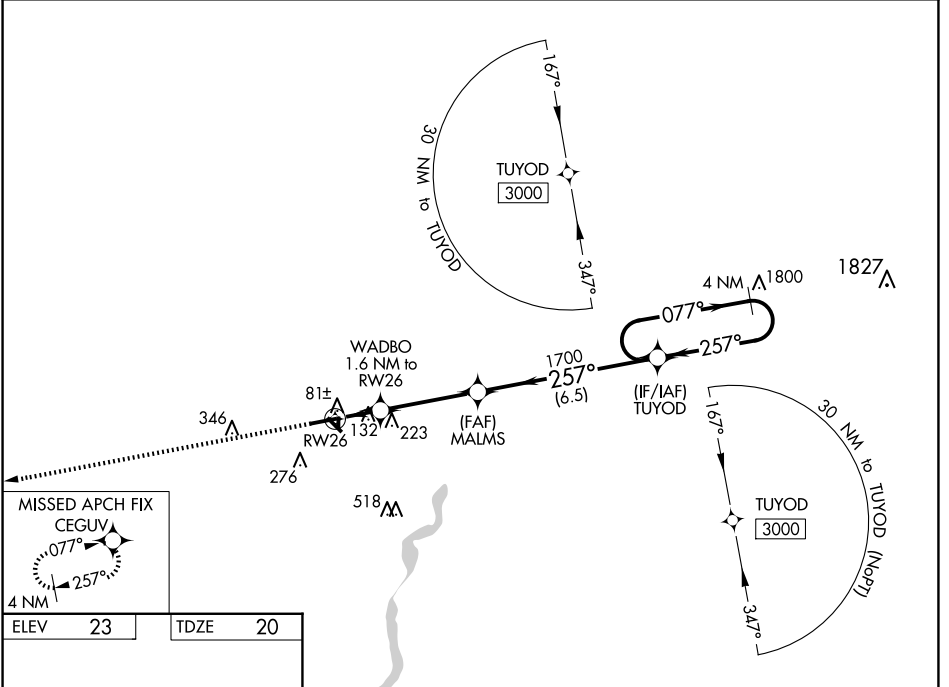 167°
30 NM to TUYOD
TUYOD
3000
347°
4 NM
1800
1827
077°
257°
WADBO
1.6 NM to
RW26
1700
257°
(6.5)
(IF/IAF)
TUYOD
(FAF)
MALMS
81±
346
132
223
RW26
276
518
167°
30 NM to TUYOD (NoPT)
TUYOD
3000
347°
MISSED APCH FIX
CEGUV
077°
257°
4 NM
ELEV 23
TDZE 20